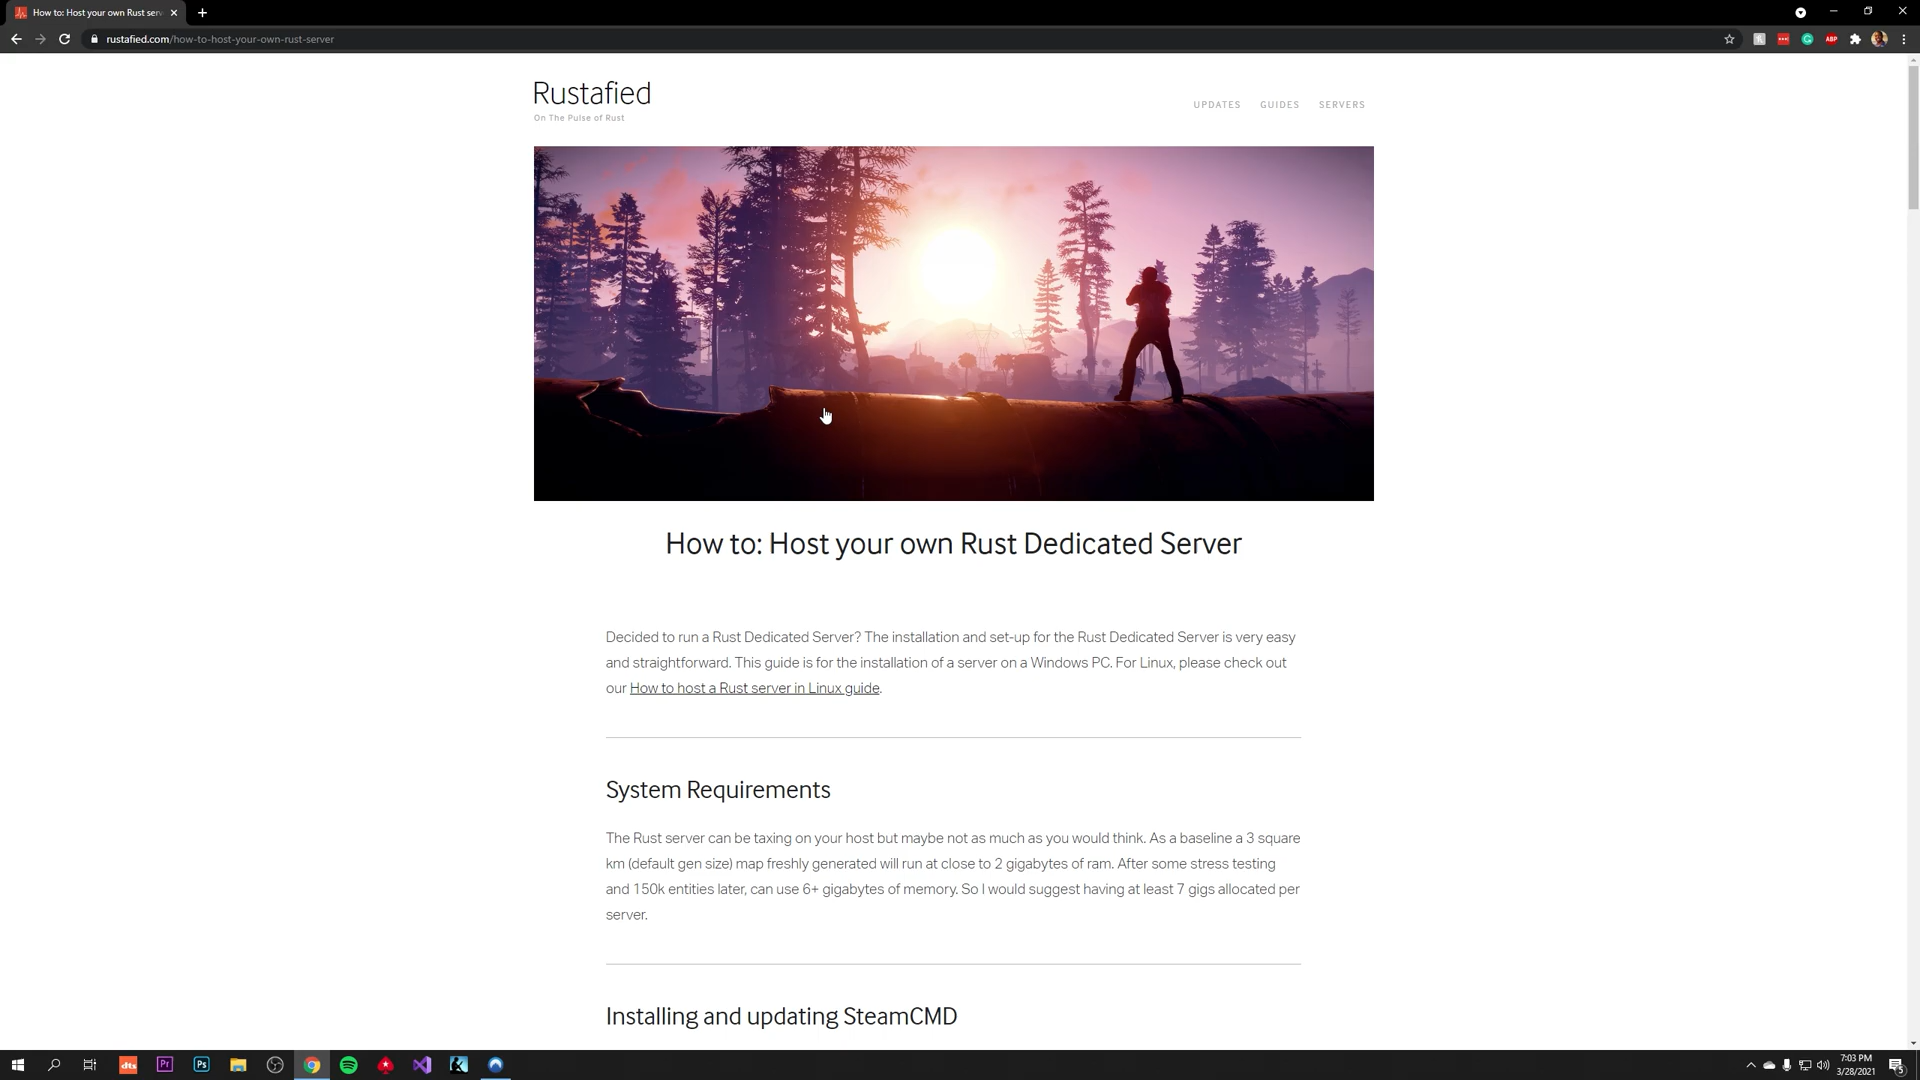 How to: Host your own Rust serv
rustafied.com/how-to-host-your-own-rust-server
ABP
Rustafied
On The Pulse of Rust
UPDATES GUIDES SERVERS
How to: Host your own Rust Dedicated Server
Decided to run a Rust Dedicated Server? The installation and set-up for the Rust Dedicated Server is very easy
and straightforward. This guide is for the installation of a server on a Windows PC. For Linux, please check out
our How to host a Rust server in Linux guide.
System Requirements
The Rust server can be taxing on your host but maybe not as much as you would think. As a baseline a 3 square
km (default gen size) map freshly generated will run at close to 2 gigabytes of ram. After some stress testing
and 150k entities later, can use 6+ gigabytes of memory. So I would suggest having at least 7 gigs allocated per
server.
Installing and updating SteamCMD
dts Pr Ps
7:03 PM
3/28/2021
5